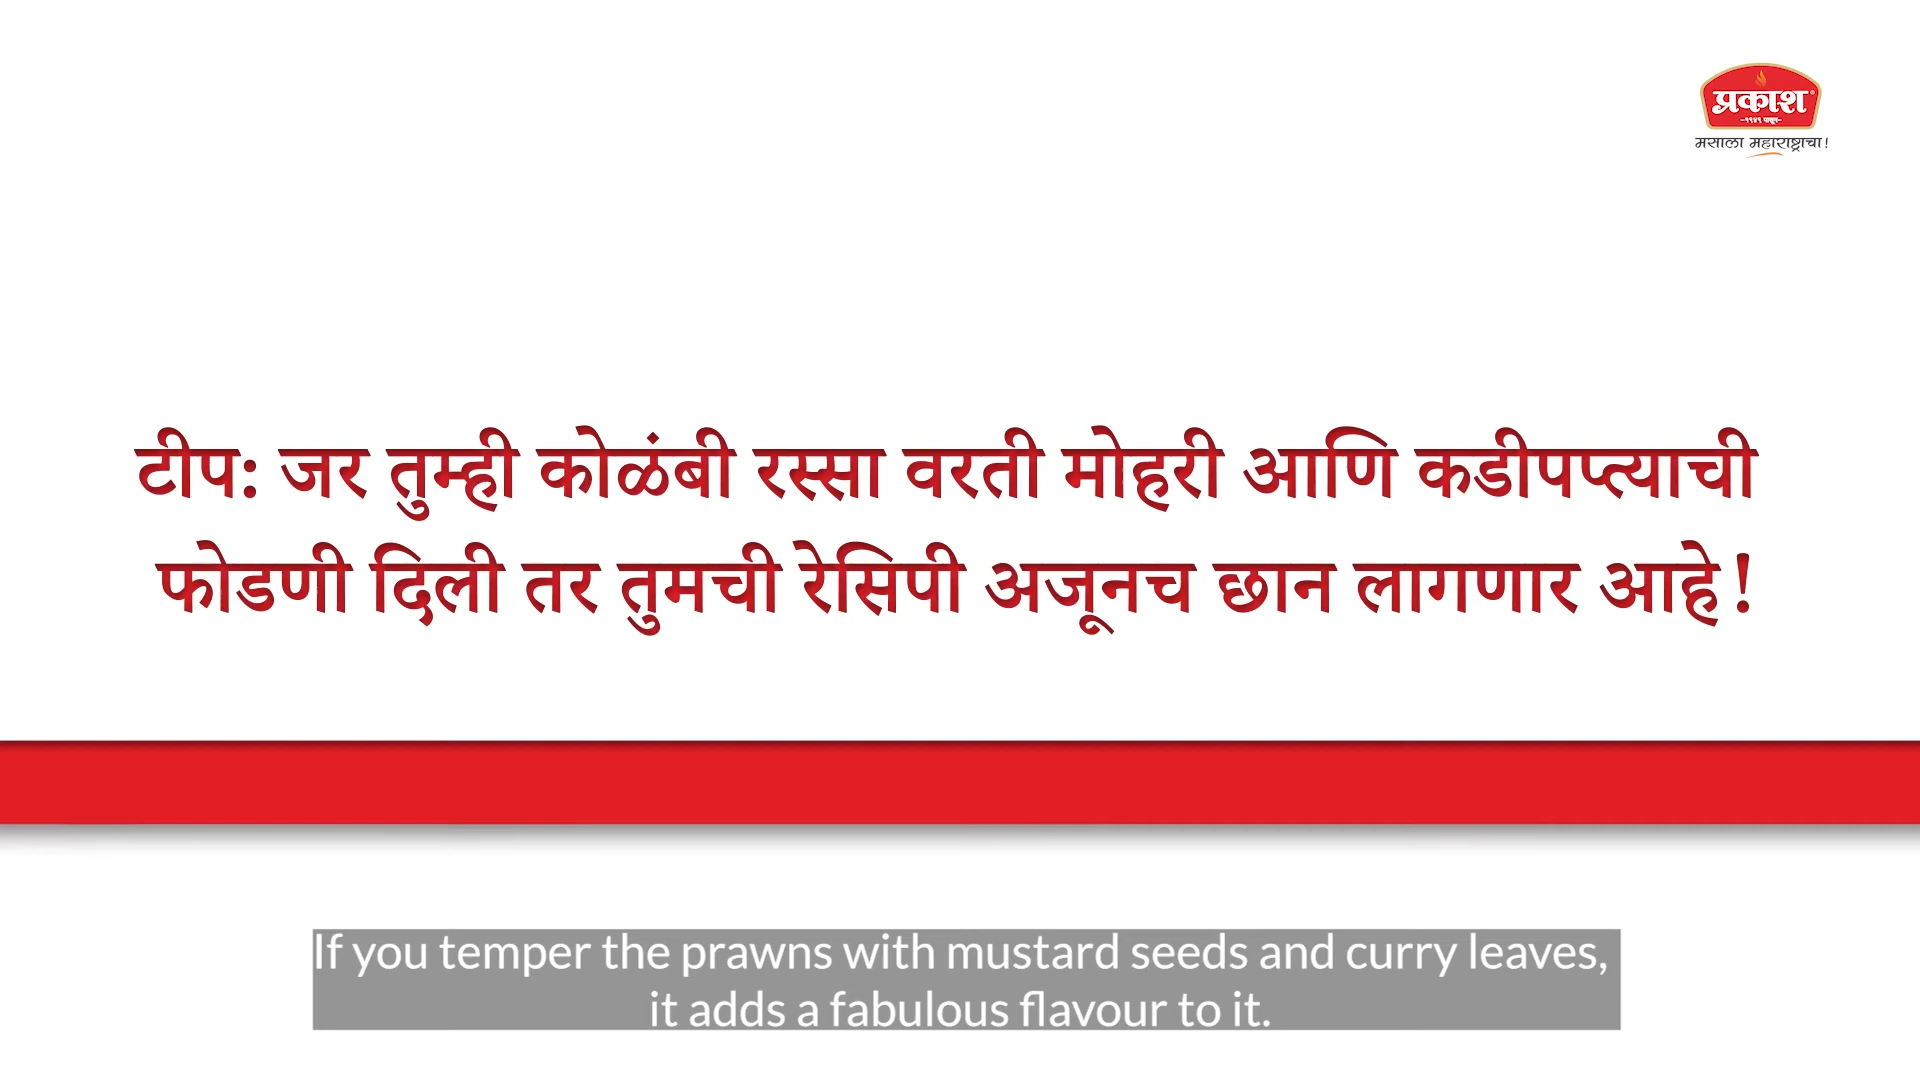 प्रकाश
-१९४९ पासून-
मसाला महाराष्ट्राचा!
टीप: जर तुम्ही कोळंबी रस्सा वरती मोहरी आणि कडीपप्त्याची
फोडणी दिली तर तुमची रेसिपी अजूनच छान लागणार आहे!
If you temper the prawns with mustard seeds and curry leaves,
it adds a fabulous flavour to it.